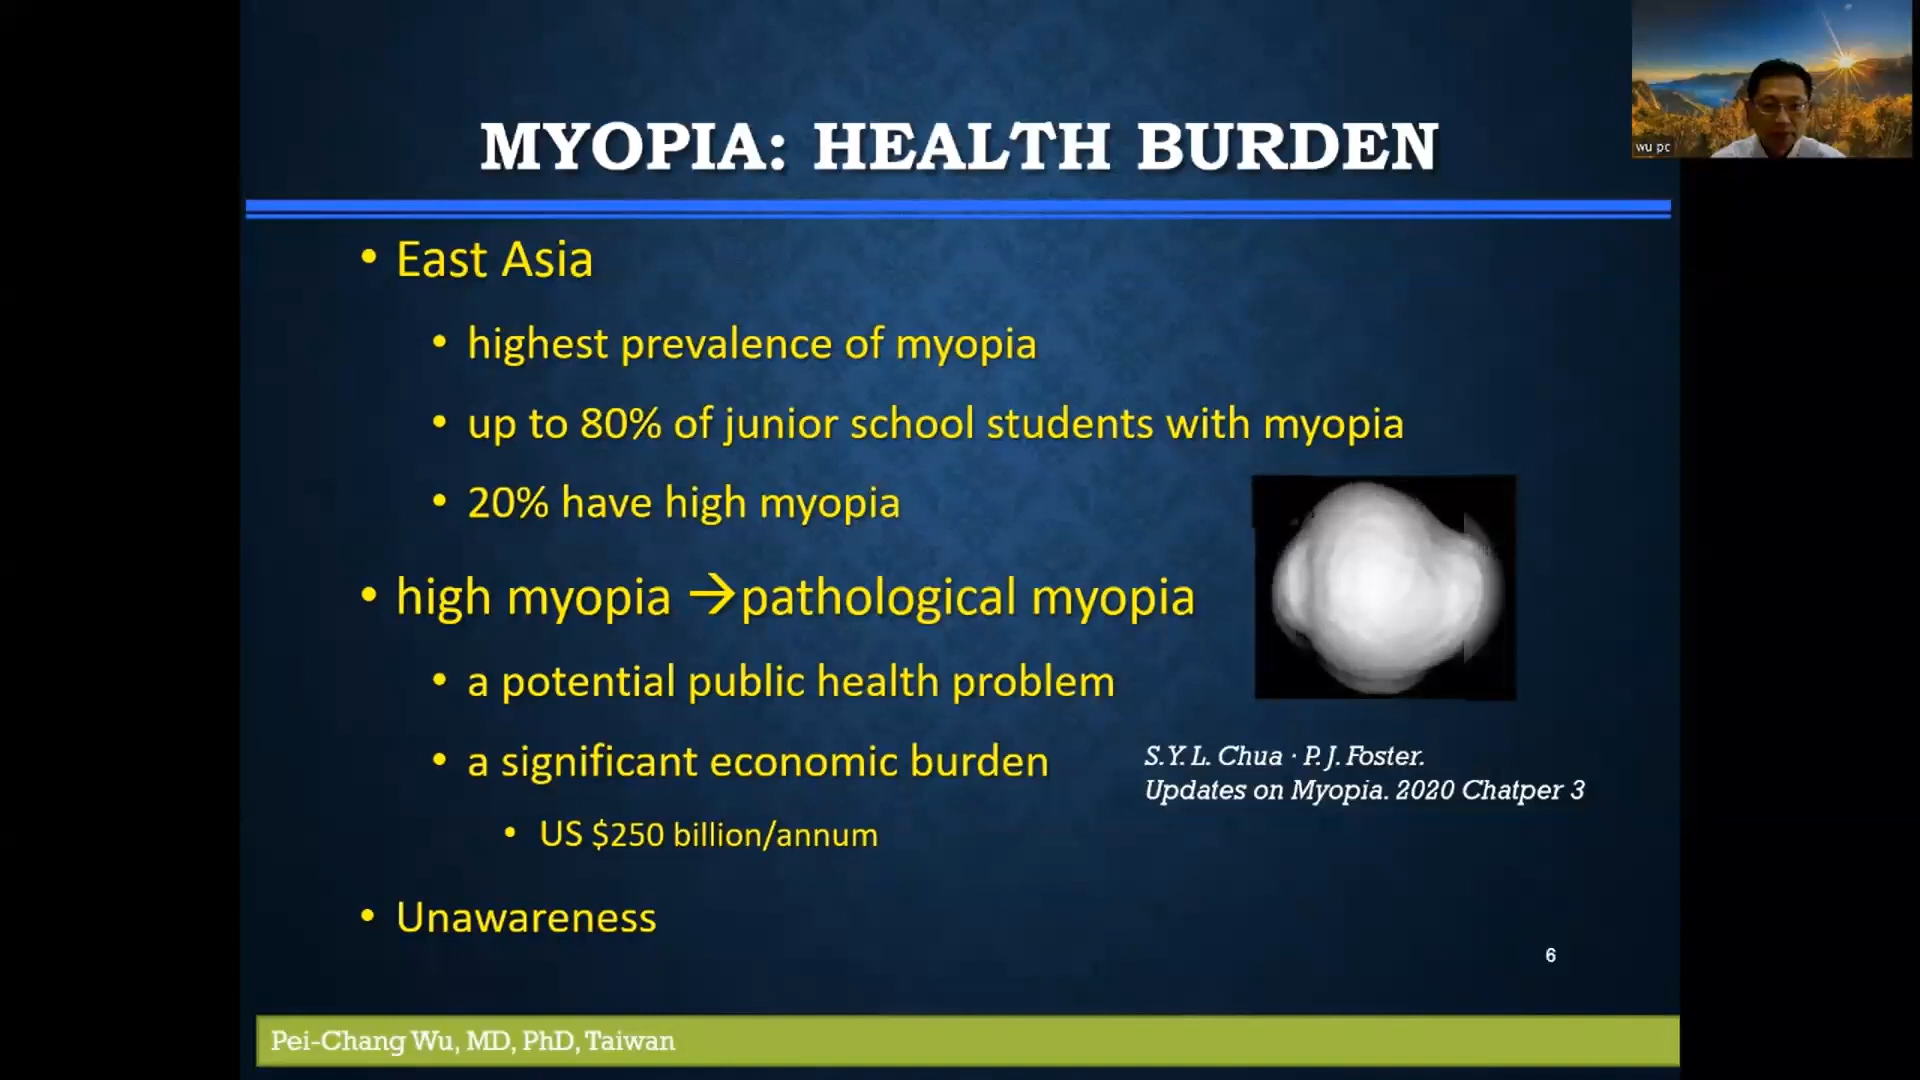 wu pc
MYOPIA: HEALTH BURDEN
• East Asia
• highest prevalence of myopia
• up to 80% of junior school students with myopia
• 20% have high myopia
• high myopia →pathological myopia
• a potential public health problem
• a significant economic burden
• US $250 billion/annum
• Unawareness
S.Y. L. Chua · P. J. Foster.
Updates on Myopia. 2020 Chatper 3
6
Pei-Chang Wu, MD, PhD, Taiwan